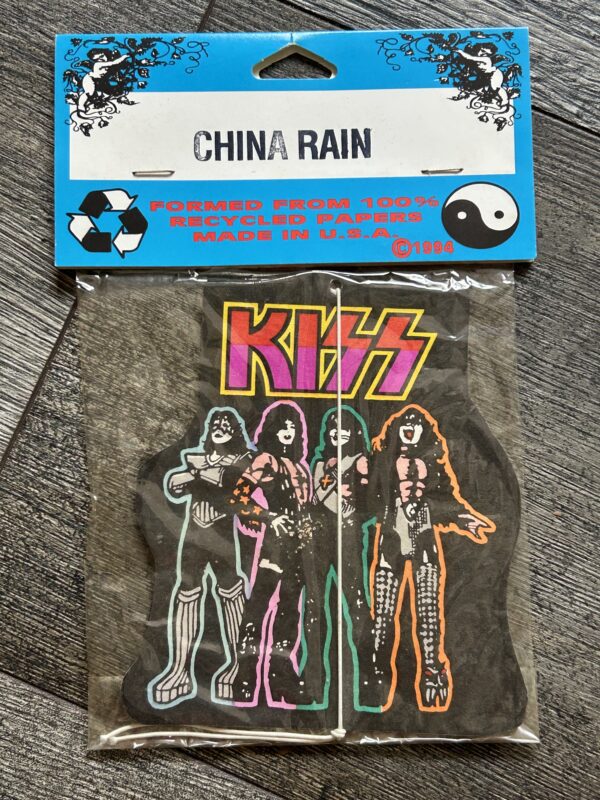 CHINA RAIN
FORMED FROM 100%
RECYCLED PAPERS
MADE IN U.S.A.
©1994
KISS